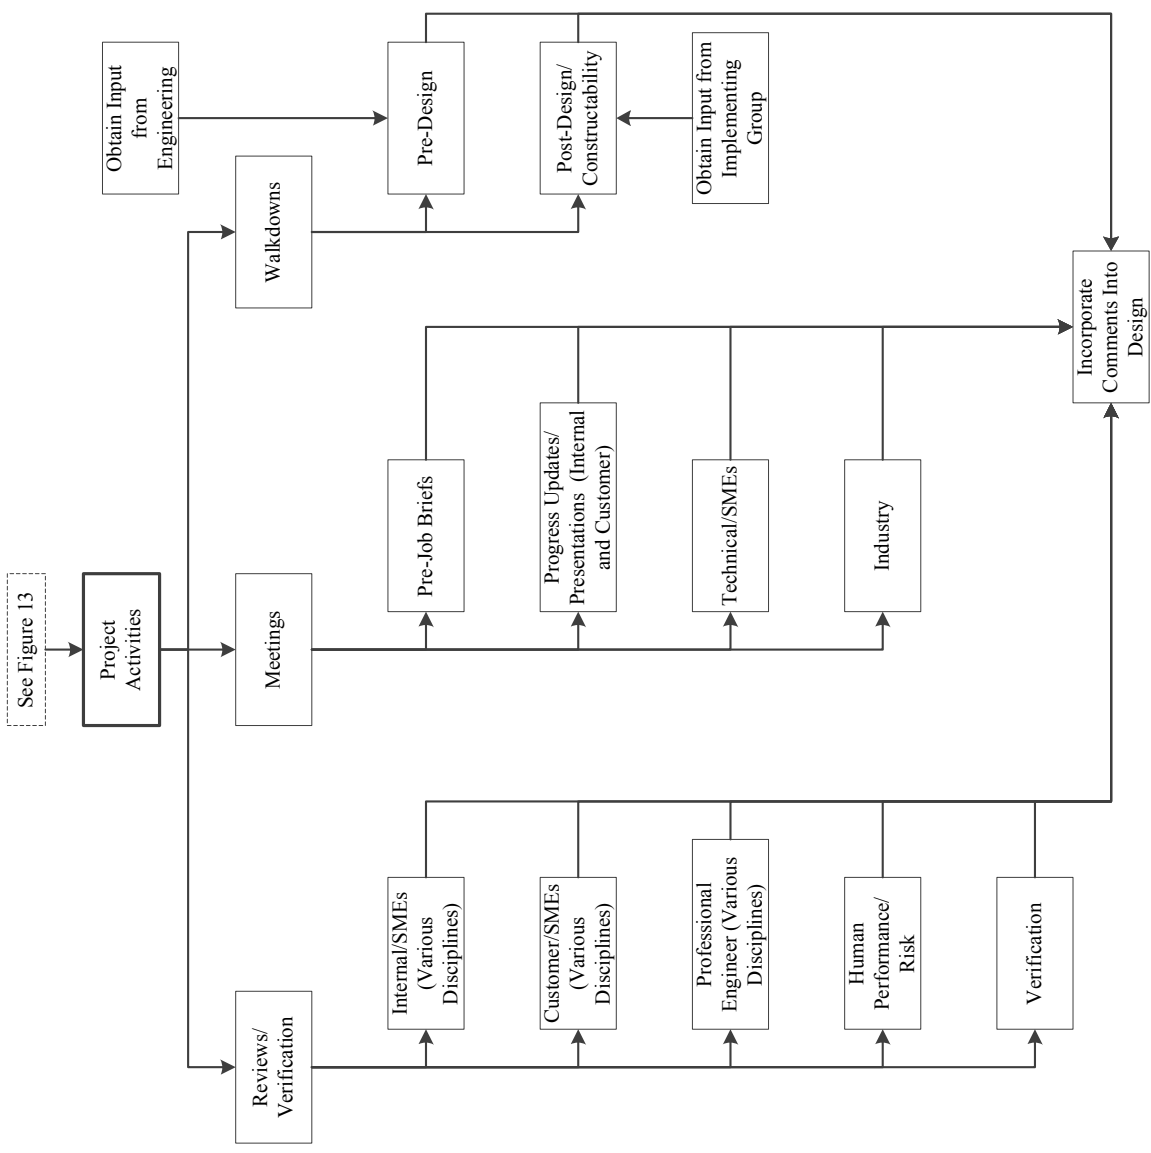 See Figure 13
Project
Activities
Reviews/
Verification
Meetings
Walkdowns
Obtain Input
from
Engineering
Internal/SMEs
(Various
Disciplines)
Pre-Job Briefs
Pre-Design
Customer/SMEs
(Various
Disciplines)
Progress Updates/
Presentations (Internal
and Customer)
Post-Design/
Constructability
Professional
Engineer (Various
Disciplines)
Technical/SMEs
Obtain Input from
Implementing
Group
Human
Performance/
Risk
Industry
Verification
Incorporate
Comments Into
Design